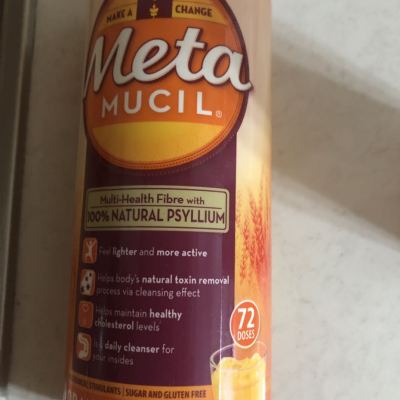 MAKE A CHANGE
Meta
MUCIL®
Multi-Health Fibre with
100% NATURAL PSYLLIUM
Feel lighter and more active
Helps body's natural toxin removal
process via cleansing effect
Helps maintain healthy
cholesterol levels
Is a daily cleanser for
your insides
72
DOSES
STIMULANTS | SUGAR AND GLUTEN FREE